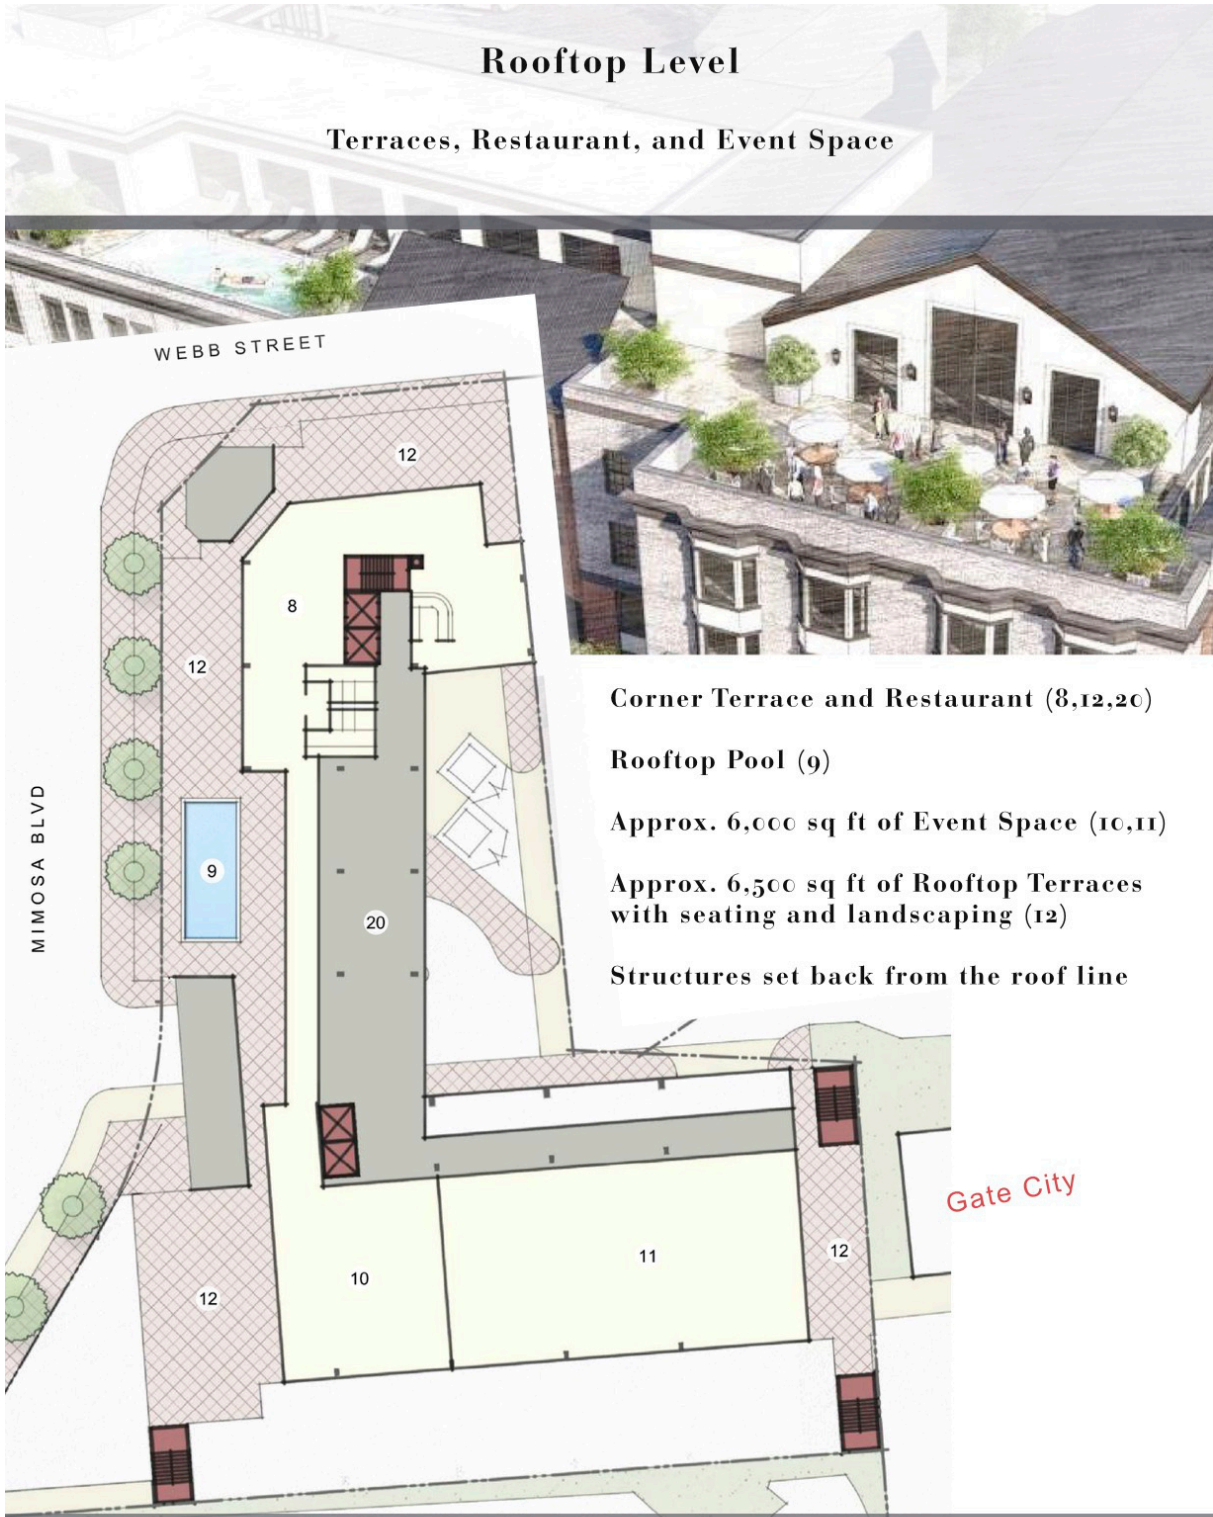 Rooftop Level
Terraces, Restaurant, and Event Space
WEBB STREET
12
8
12
MIMOSA BLVD
9
20
Corner Terrace and Restaurant (8,12,20)
Rooftop Pool (9)
Approx. 6,000 sq ft of Event Space (10,11)
Approx. 6,500 sq ft of Rooftop Terraces
with seating and landscaping (12)
Structures set back from the roof line
Gate City
12
11
10
12